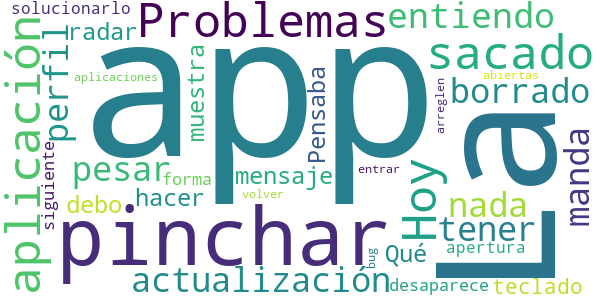 solucionarlo
Problemas
entiendo
radar
aplicación
perfil
app
sacado
muestra
Pensaba
aplicaciones
abiertas
borrado
arreglen
La
pesar
mensaje
entrar
siguiente
forma
manda
debo
hacer
volver
Hoy
nada
pinchar
tener
Qué
apertura
bug
actualización
desaparece
teclado